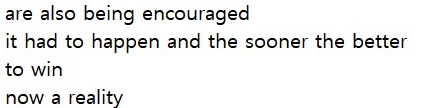 are also being encouraged
it had to happen and the sooner the better
to win
now a reality